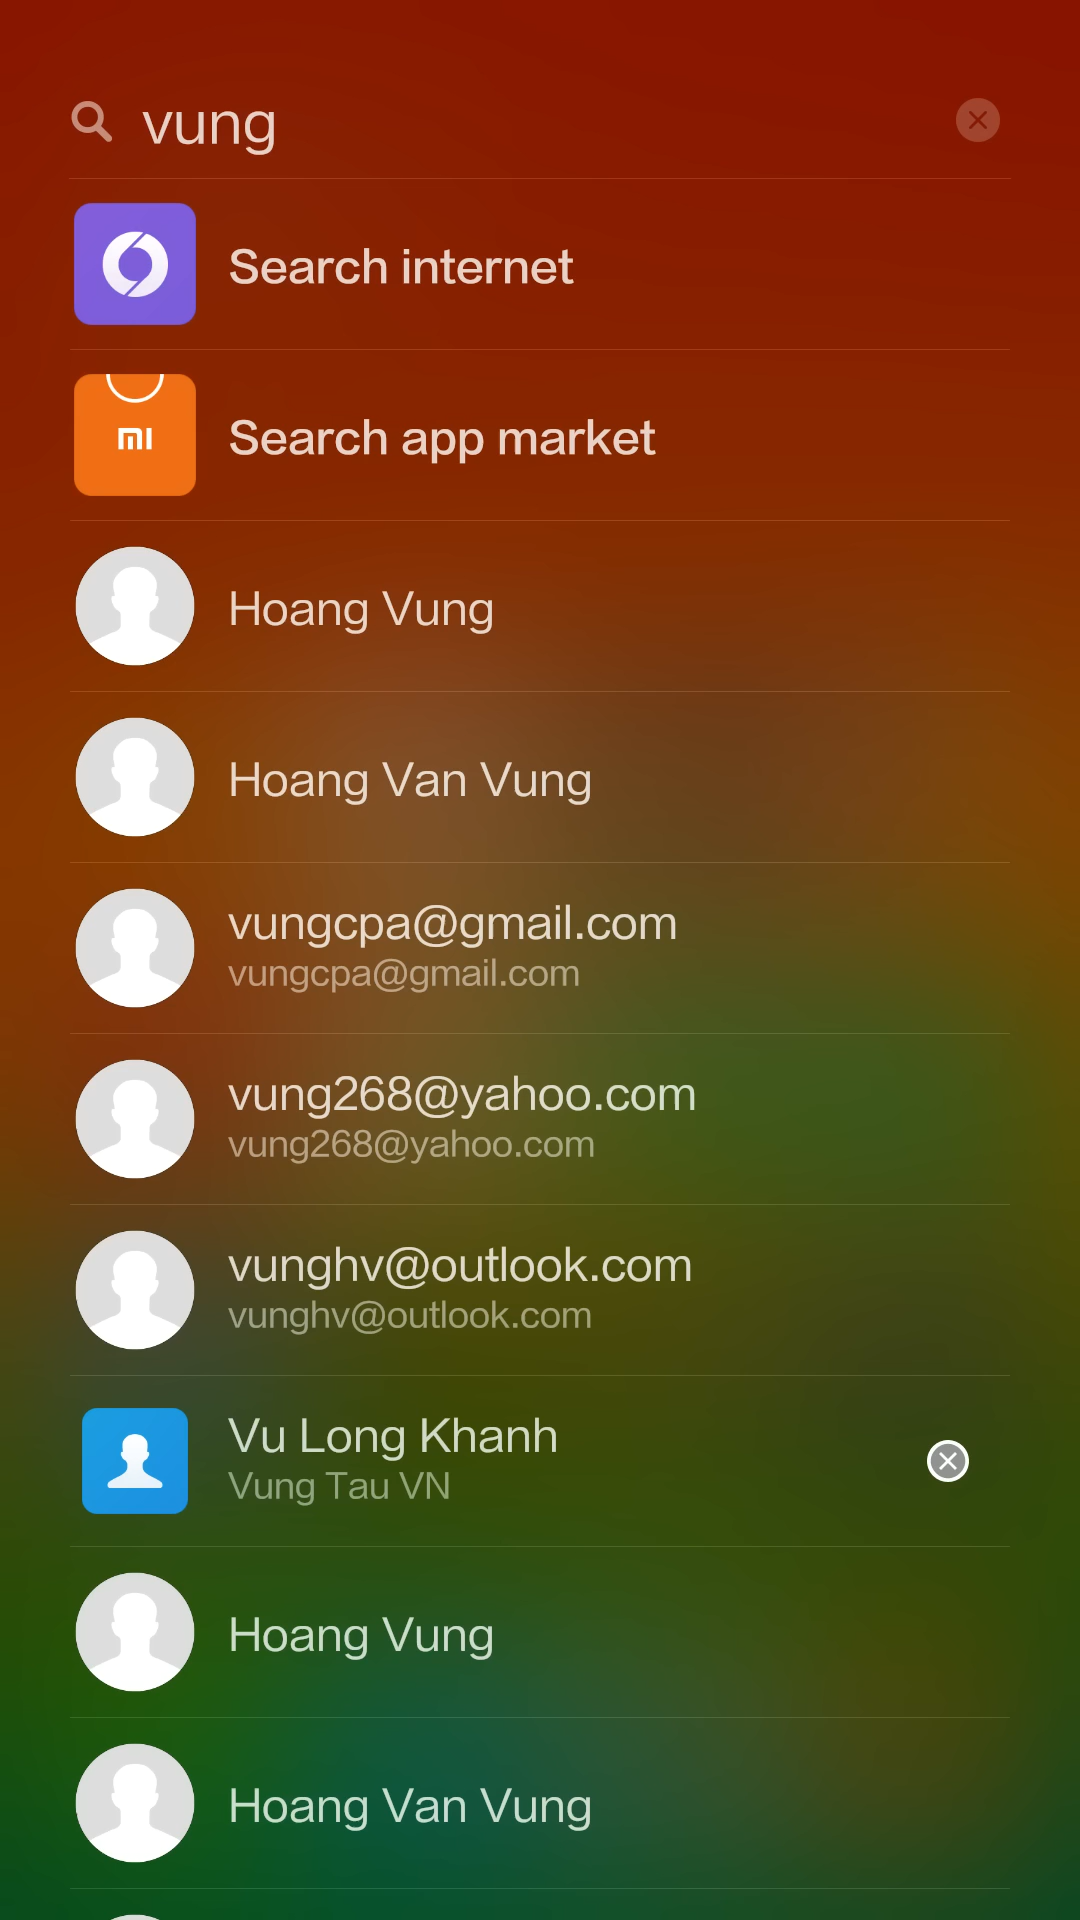 vung
Search internet
mi
Search app market
Hoang Vung
Hoang Van Vung
vungcpa@gmail.com
vungcpa@gmail.com
vung268@yahoo.com
vung268@yahoo.com
vunghv@outlook.com
vunghv@outlook.com
Vu Long Khanh
Vung Tau VN
Hoang Vung
Hoang Van Vung